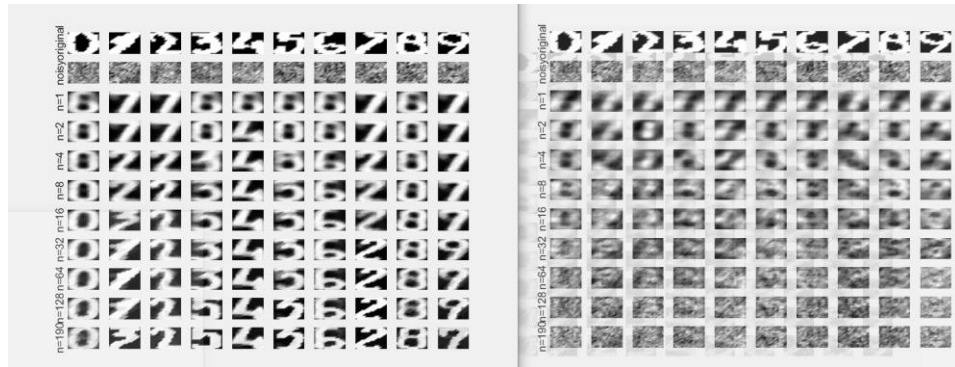 original
noisy
n=1
n=2
n=4
n=8
n=16
n=32
n=64
n=128
n=190
original
noisy
n=1
n=2
n=4
n=8
n=16
n=32
n=64
n=128
n=190